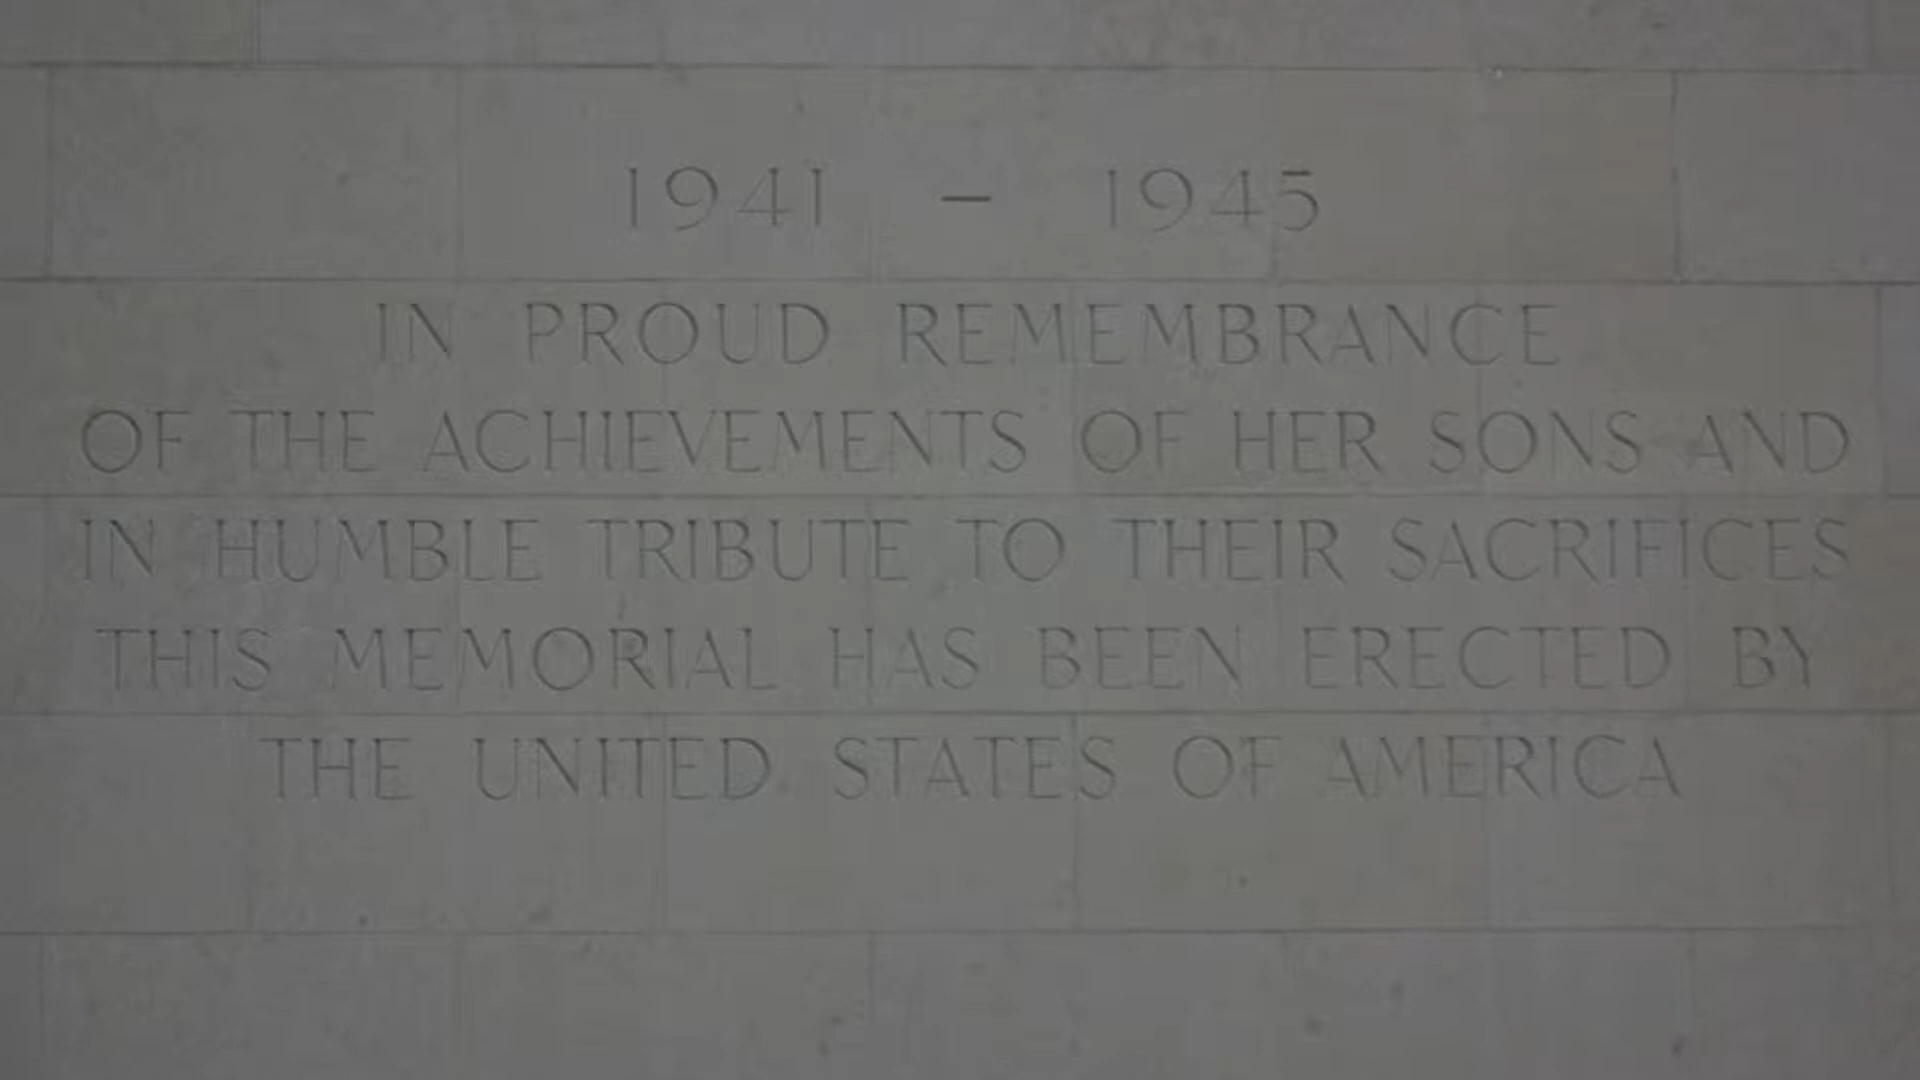 1941 – 1945
IN PROUD REMEMBRANCE
OF THE ACHIEVEMENTS OF HER SONS AND
IN HUMBLE TRIBUTE TO THEIR SACRIFICES
THIS MEMORIAL HAS BEEN ERECTED BY
THE UNITED STATES OF AMERICA